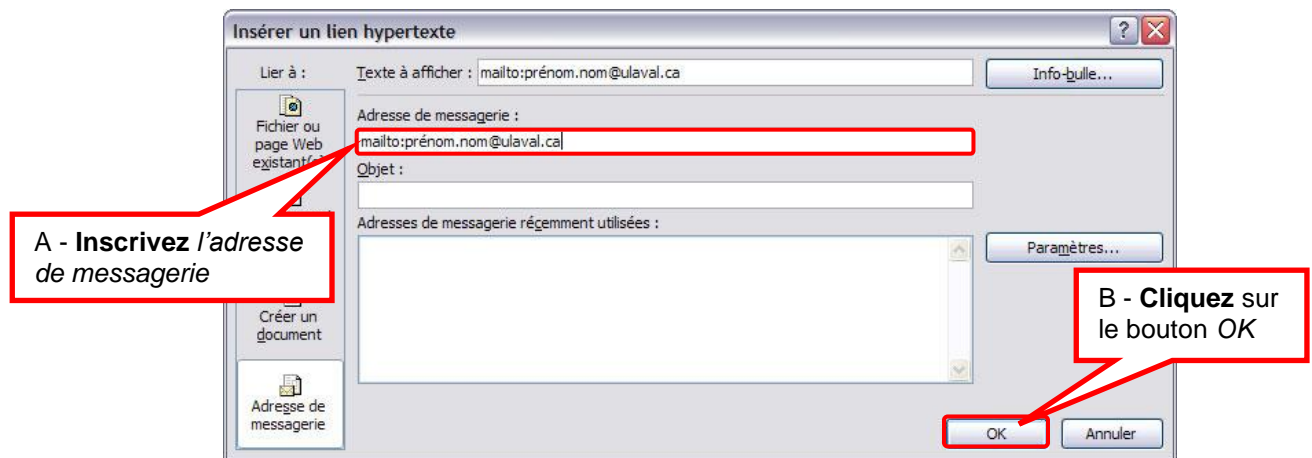 Insérer un lien hypertexte
Lier à :
Texte à afficher : mailto:prénom.nom@ulaval.ca
Info-bulle...
Fichier ou
page Web
Adresse de messagerie :
mailto:prénom.nom@ulaval.ca
Objet :
Adresses de messagerie récemment utilisées :
A - Inscrivez l’adresse
de messagerie
Paramètres...
Créer un
document
B - Cliquez sur
le bouton OK
Adresse de
messagerie
OK
Annuler